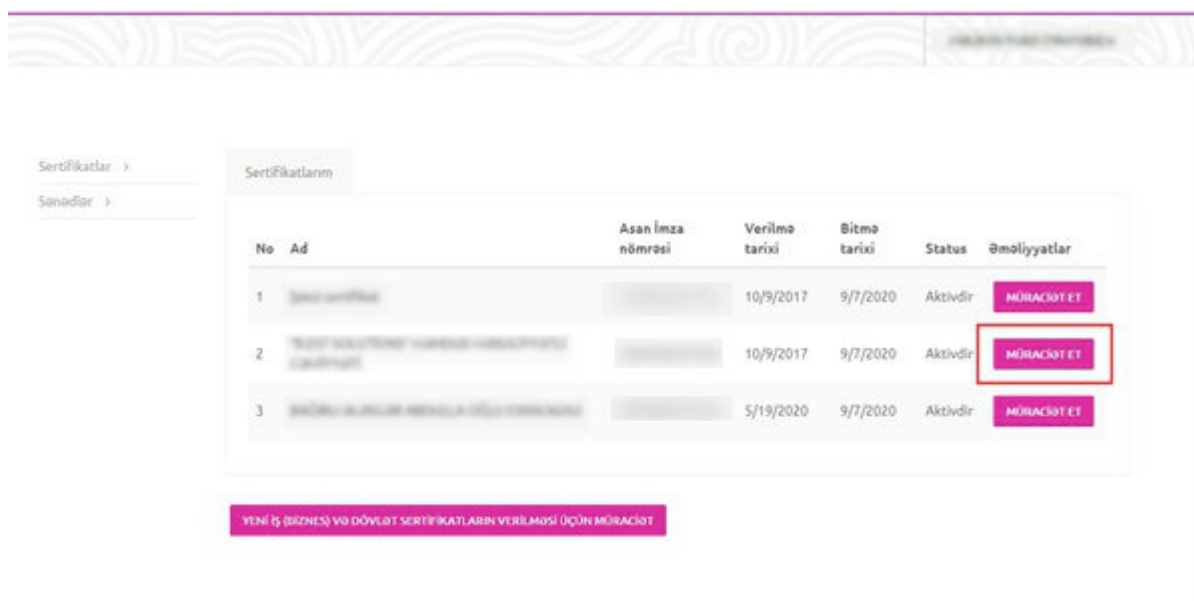 Sertifikatlar >
Sənədlər >
Sertifikatlarım
№ Ad Asan İmza nömrəsi Verilmə tarixi Bitmə tarixi Status Əməliyyatlar
1 10/9/2017 9/7/2020 Aktivdir MÜRACİƏT ET
2 10/9/2017 9/7/2020 Aktivdir MÜRACİƏT ET
3 5/19/2020 9/7/2020 Aktivdir MÜRACİƏT ET
YENİ İŞ (BİZNES) VƏ DÖVLƏT SERTİFİKATLARIN VERİLMƏSİ ÜÇÜN MÜRACİƏT